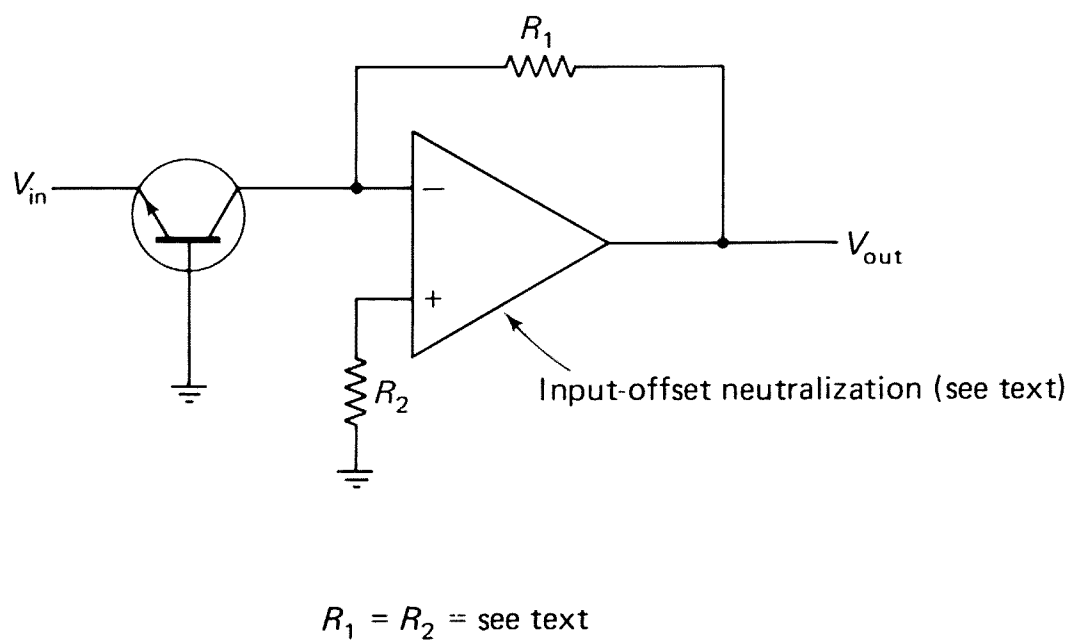 R1
Vin
−
+
Vout
R2
Input-offset neutralization (see text)
R1 = R2 = see text